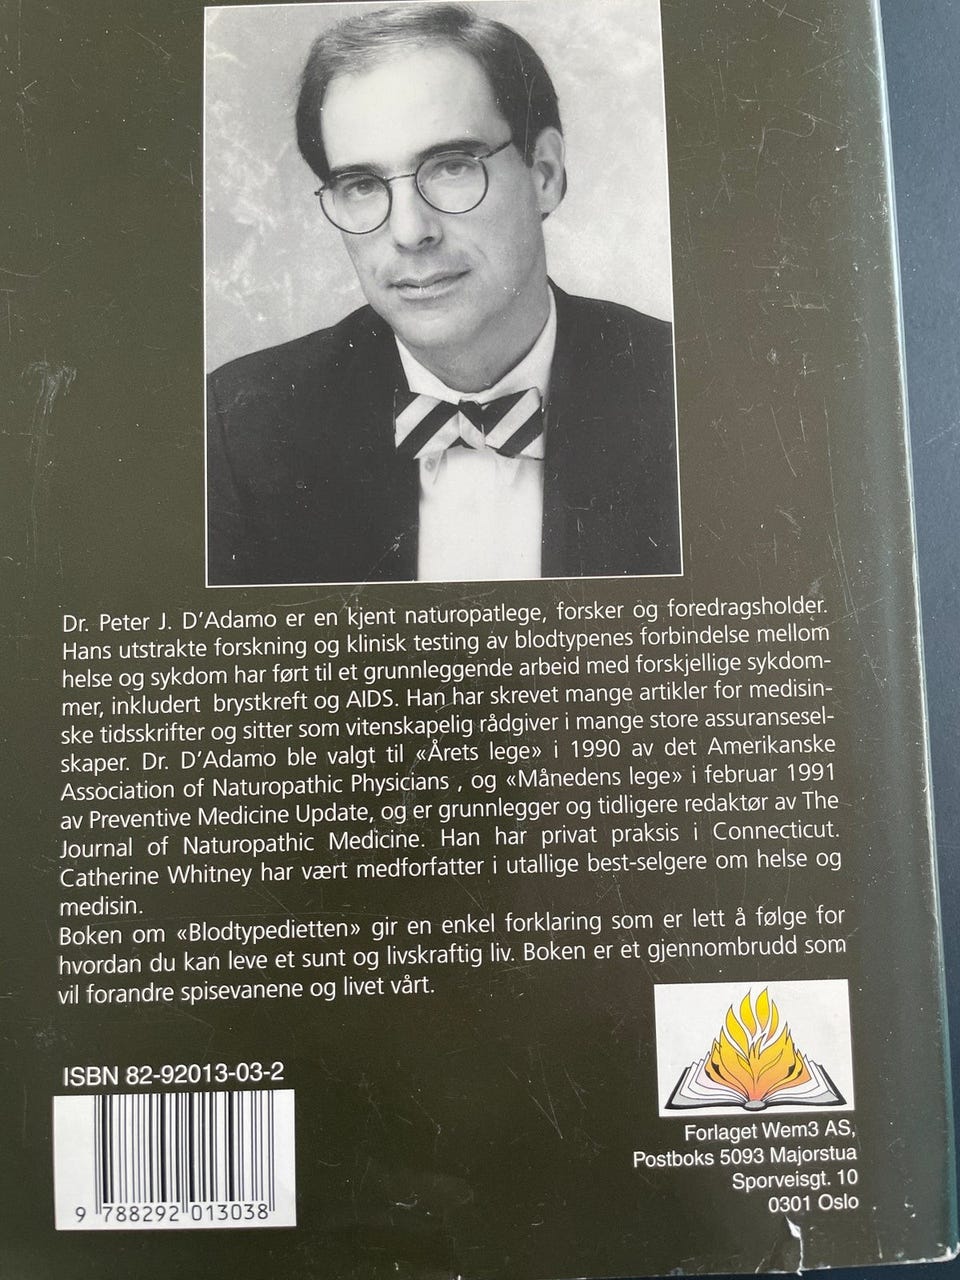 Dr. Peter J. D'Adamo er en kjent naturopatlege, forsker og foredragsholder.
Hans utstrakte forskning og klinisk testing av blodtypenes forbindelse mellom
helse og sykdom har ført til et grunnleggende arbeid med forskjellige sykdom-
mer, inkludert brystkreft og AIDS. Han har skrevet mange artikler for medisin-
ske tidsskrifter og sitter som vitenskapelig rådgiver i mange store assuransesel-
skaper. Dr. D'Adamo ble valgt til «Årets lege» i 1990 av det Amerikanske
Association of Naturopathic Physicians , og «Månedens lege» i februar 1991
av Preventive Medicine Update, og er grunnlegger og tidligere redaktør av The
Journal of Naturopathic Medicine. Han har privat praksis i Connecticut.
Catherine Whitney har vært medforfatter i utallige best-selgere om helse og
medisin.
Boken om «Blodtypedietten» gir en enkel forklaring som er lett å følge for
hvordan du kan leve et sunt og livskraftig liv. Boken er et gjennombrudd som
vil forandre spisevanene og livet vårt.
ISBN 82-92013-03-2
9 788292 013038
Forlaget Wem3 AS,
Postboks 5093 Majorstua
Sporveisgt. 10
0301 Oslo